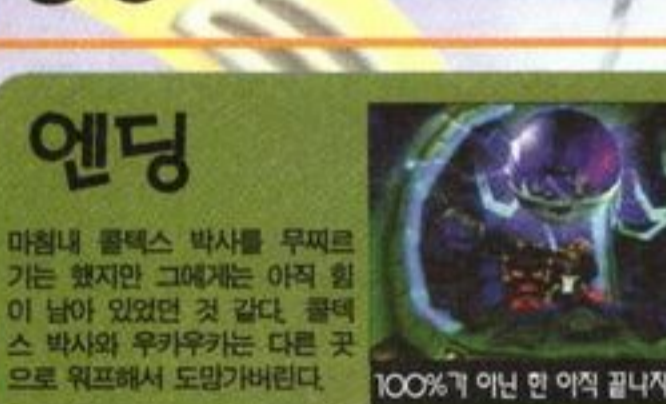 엔딩
마침내 콜텍스 박사를 무찌르
기는 했지만 그에게는 아직 힘
이 남아 있었던 것 같다. 콜텍
스 박사와 우카우카는 다른 곳
으로 워프해서 도망가버린다.
100%가 아닌 한 아직 끝나지